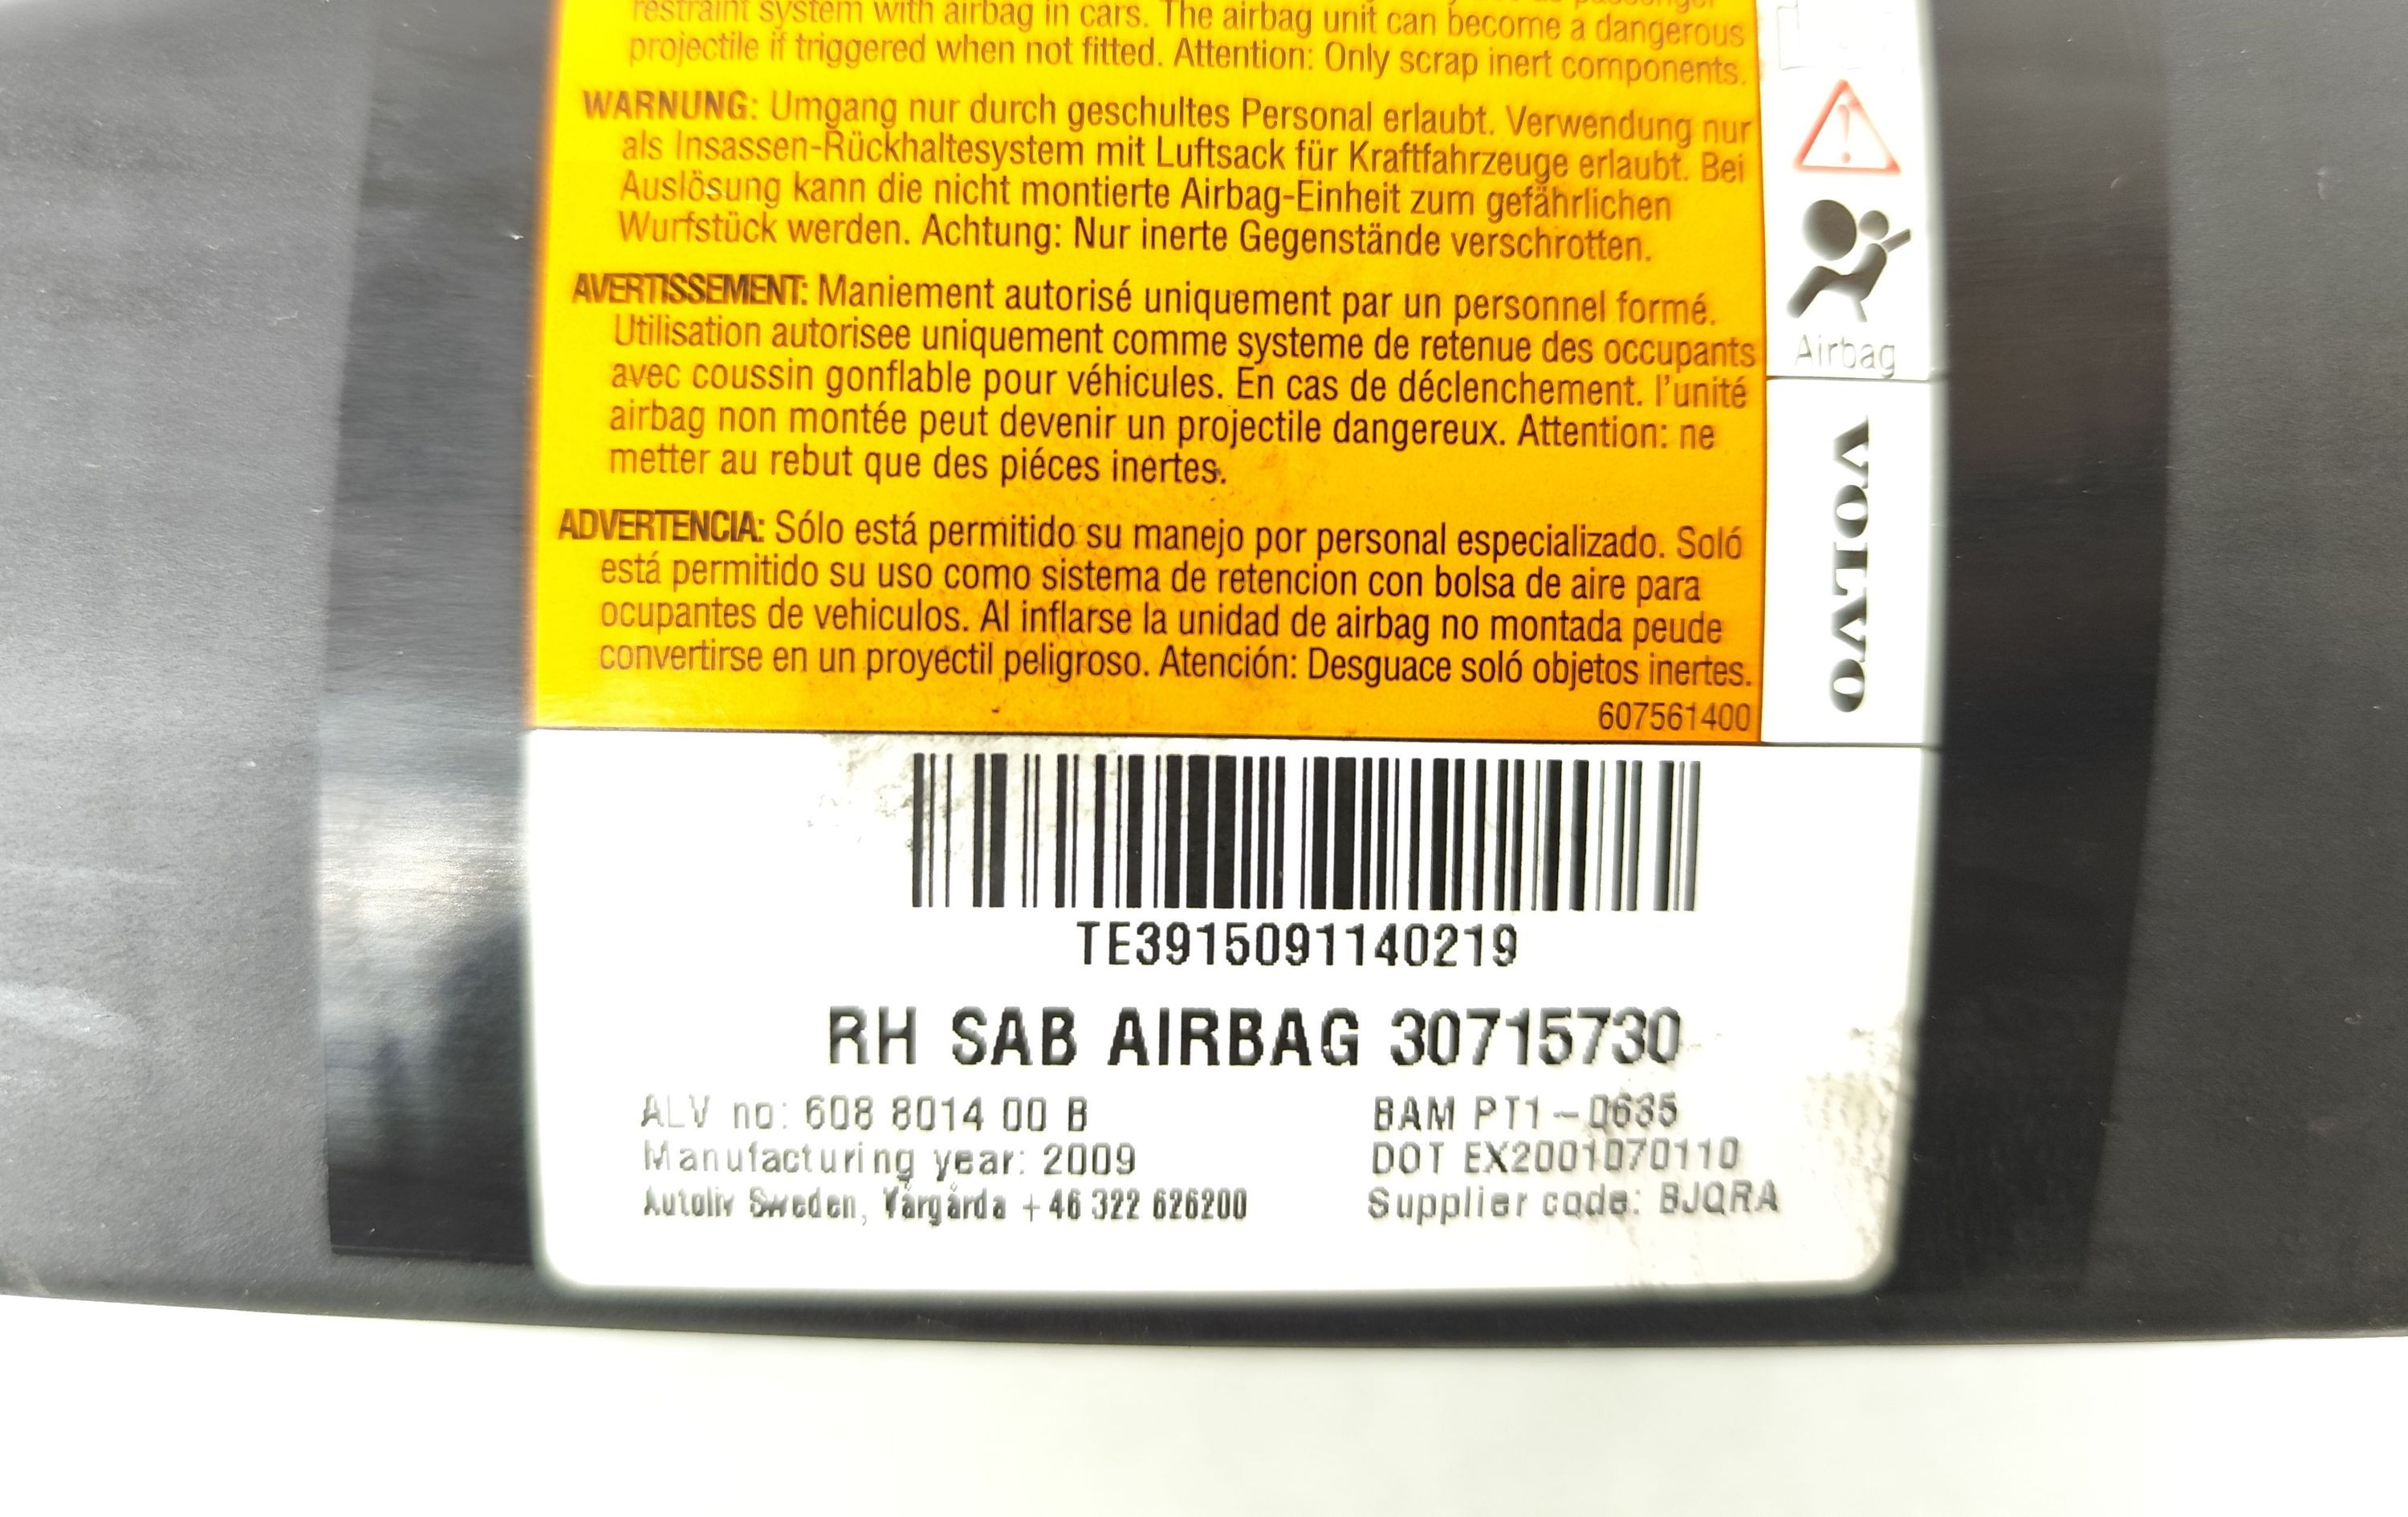 restraint system with airbag in cars. The airbag unit can become a dangerous
projectile if triggered when not fitted. Attention: Only scrap inert components.
WARNUNG: Umgang nur durch geschultes Personal erlaubt. Verwendung nur
als Insassen-Rückhaltesystem mit Luftsack für Kraftfahrzeuge erlaubt. Bei
Auslösung kann die nicht montierte Airbag-Einheit zum gefährlichen
Wurfstück werden. Achtung: Nur inerte Gegenstände verschrotten.
AVERTISSEMENT: Maniement autorisé uniquement par un personnel formé.
Utilisation autorisee uniquement comme systeme de retenue des occupants
avec coussin gonflable pour véhicules. En cas de déclenchement. l'unité
airbag non montée peut devenir un projectile dangereux. Attention: ne
metter au rebut que des piéces inertes.
ADVERTENCIA: Sólo está permitido su manejo por personal especializado. Soló
está permitido su uso como sistema de retencion con bolsa de aire para
ocupantes de vehiculos. Al inflarse la unidad de airbag no montada peude
convertirse en un proyectil peligroso. Atención: Desguace soló objetos inertes.
607561400
Airbag
VOLVO
TE3915091140219
RH SAB AIRBAG 30715730
ALV no: 608 8014 00 B
Manufacturing year: 2009
Autoliv Sweden, Vårgårda +46 322 626200
BAM PT1-0635
DOT EX2001070110
Supplier code: BJQRA